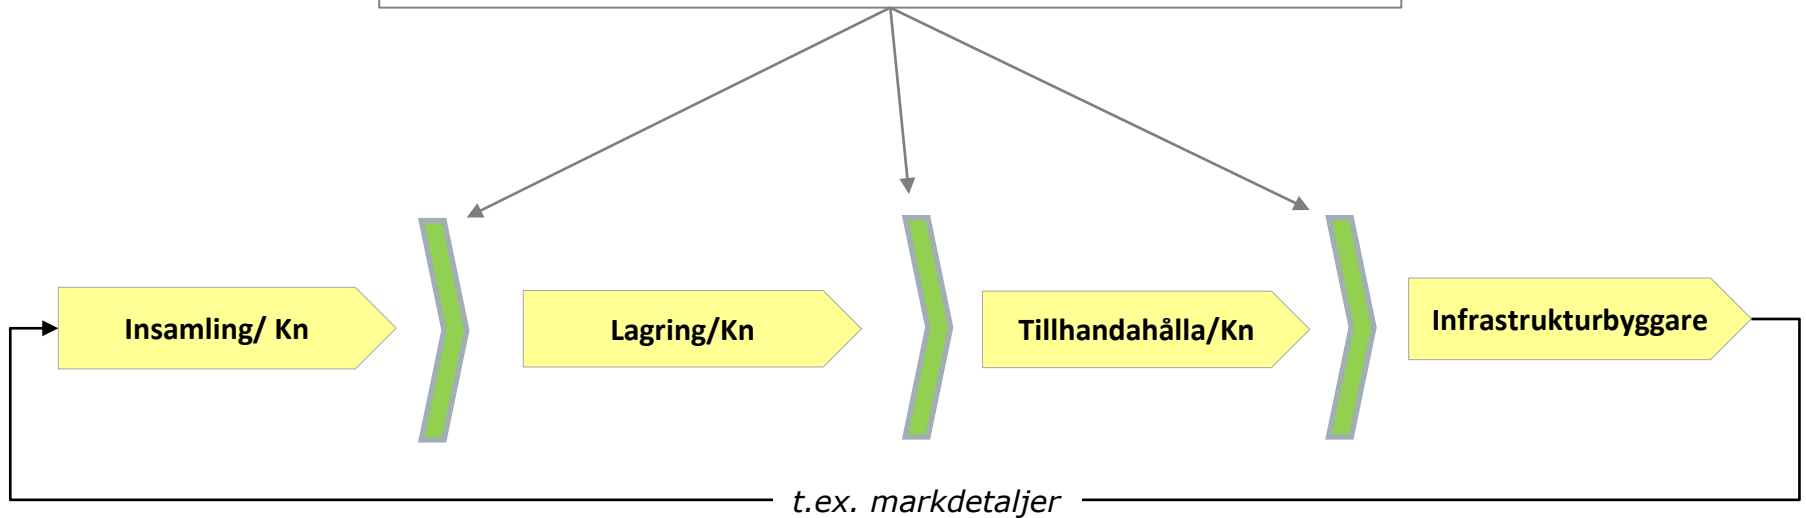 Insamling/ Kn
Lagring/Kn
Tillhandahålla/Kn
Infrastrukturbyggare
t.ex. markdetaljer